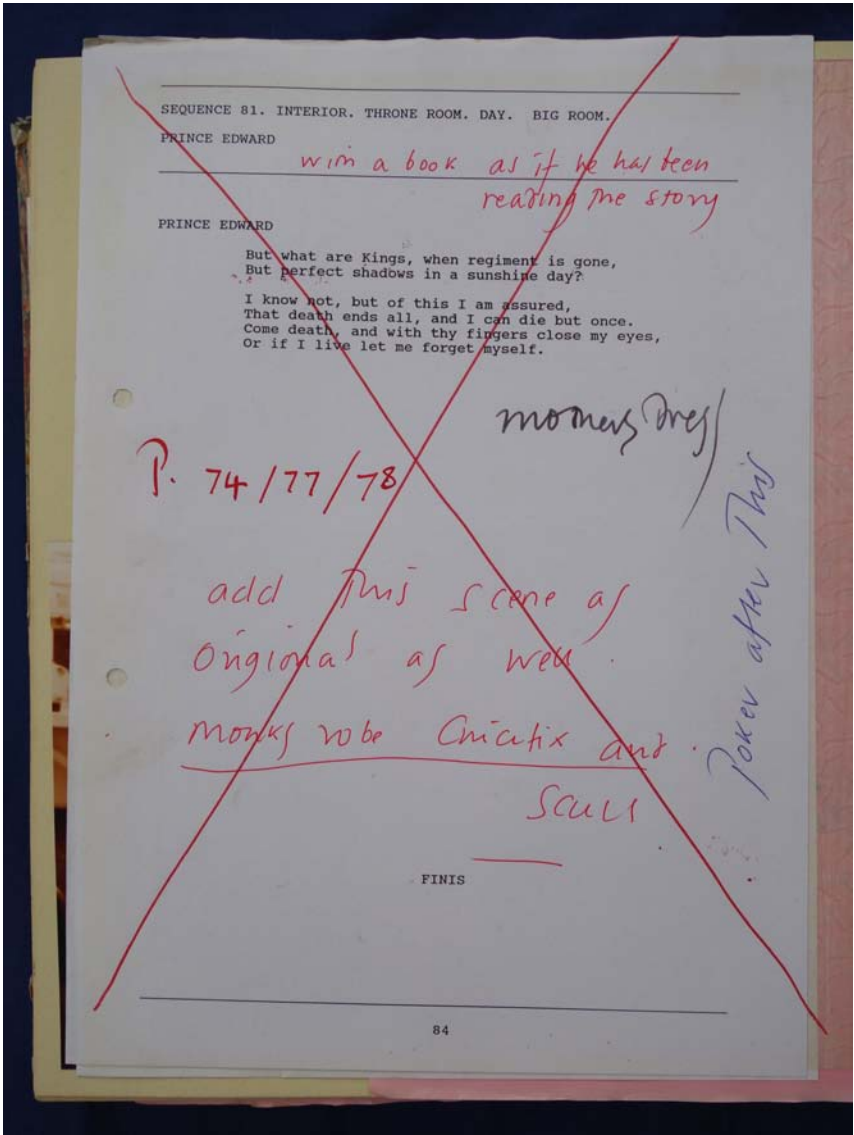 SEQUENCE 81. INTERIOR. THRONE ROOM. DAY. BIG ROOM.
PRINCE EDWARD
with a book as if he has been
reading the story
PRINCE EDWARD
But what are Kings, when regiment is gone,
But perfect shadows in a sunshine day?
I know not, but of this I am assured,
That death ends all, and I can die but once.
Come death, and with thy fingers close my eyes,
Or if I live let me forget myself.
mothers dress
P. 74/77/78
Poker after This
add this scene as
Origional as well.
monks robe Crucifix and
Scull
FINIS
84